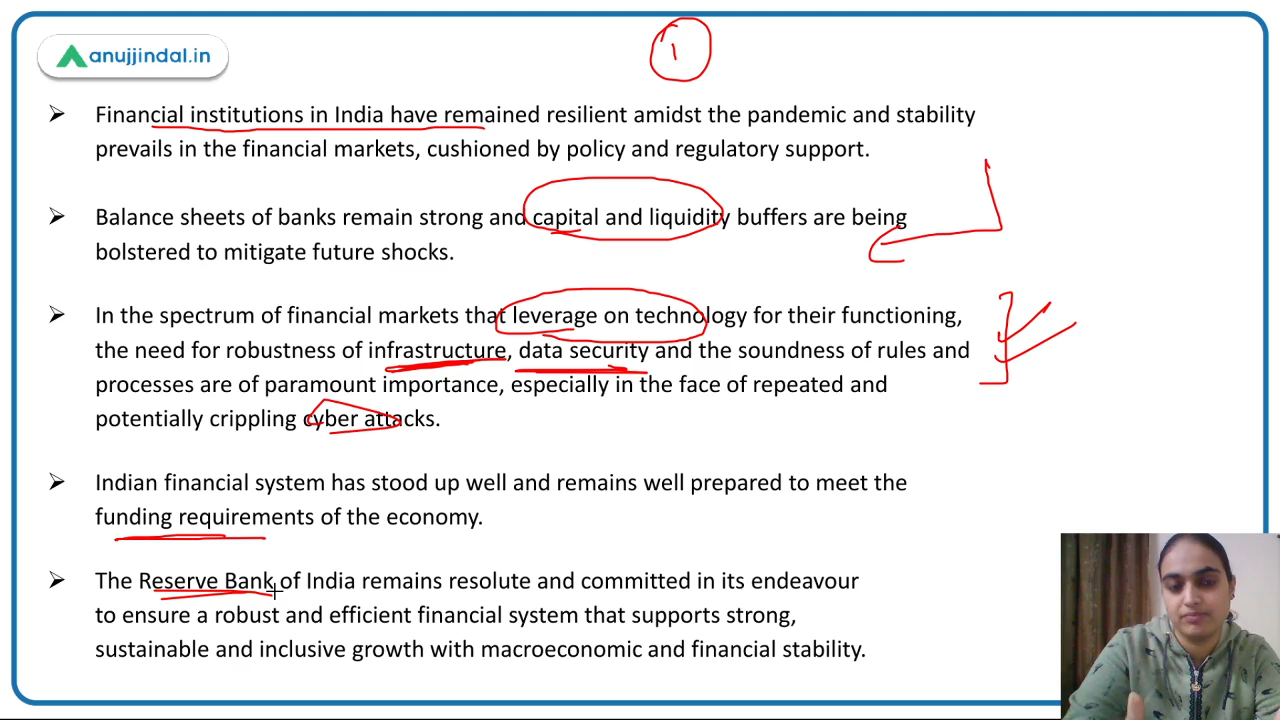 1
anujjindal.in
➢ Financial institutions in India have remained resilient amidst the pandemic and stability
prevails in the financial markets, cushioned by policy and regulatory support.
➢ Balance sheets of banks remain strong and capital and liquidity buffers are being
bolstered to mitigate future shocks.
➢ In the spectrum of financial markets that leverage on technology for their functioning,
the need for robustness of infrastructure, data security and the soundness of rules and
processes are of paramount importance, especially in the face of repeated and
potentially crippling cyber attacks.
➢ Indian financial system has stood up well and remains well prepared to meet the
funding requirements of the economy.
➢ The Reserve Bank of India remains resolute and committed in its endeavour
to ensure a robust and efficient financial system that supports strong,
sustainable and inclusive growth with macroeconomic and financial stability.